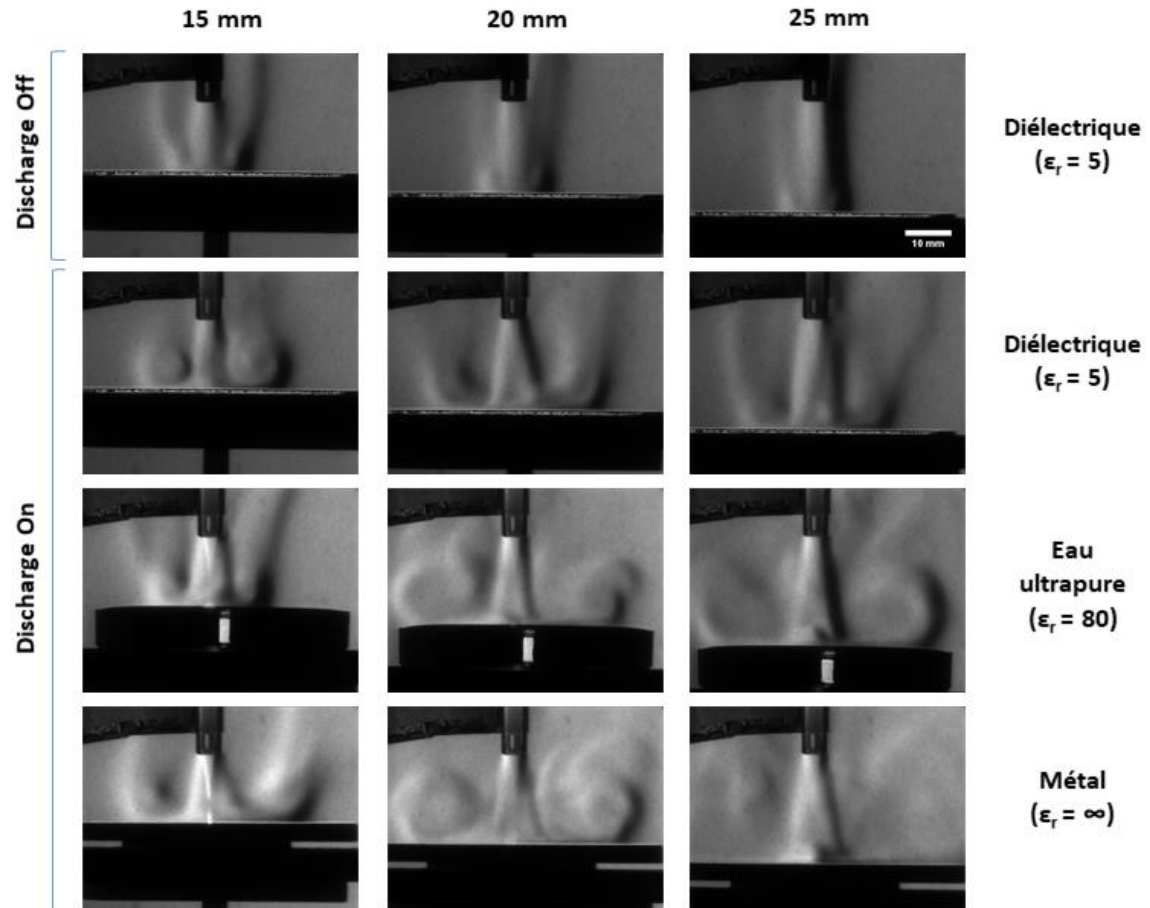 15 mm
20 mm
25 mm
Discharge Off
Diélectrique
(εr = 5)
10 mm
Discharge On
Diélectrique
(εr = 5)
Eau
ultrapure
(εr = 80)
Métal
(εr = ∞)